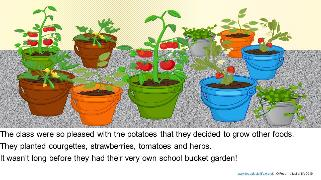 The class were so pleased with the potatoes that they decided to grow other foods.
They planted courgettes, strawberries, tomatoes and herbs.
It wasn't long before they had their very own school bucket garden!